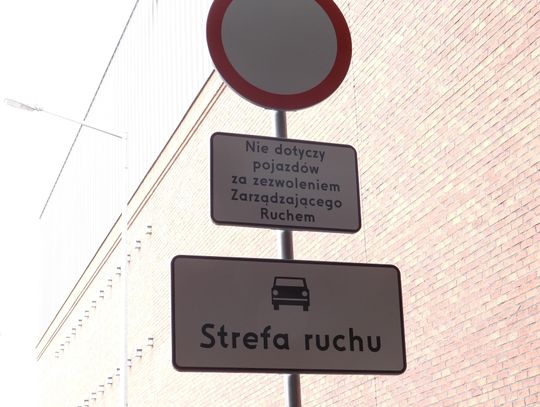 Nie dotyczy
pojazdów
za zezwoleniem
Zarządzającego
Ruchem
Strefa ruchu